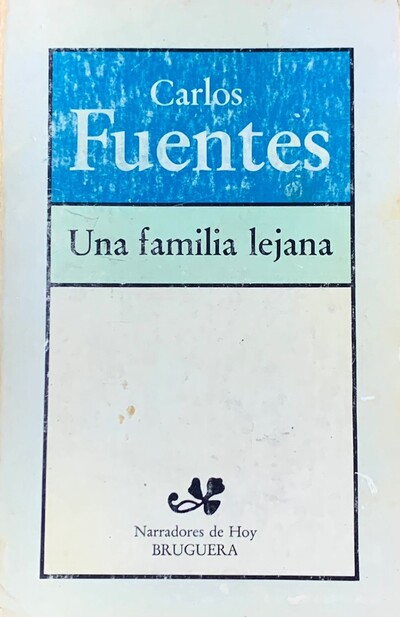 Carlos
Fuentes
Una familia lejana
Narradores de Hoy
BRUGUERA